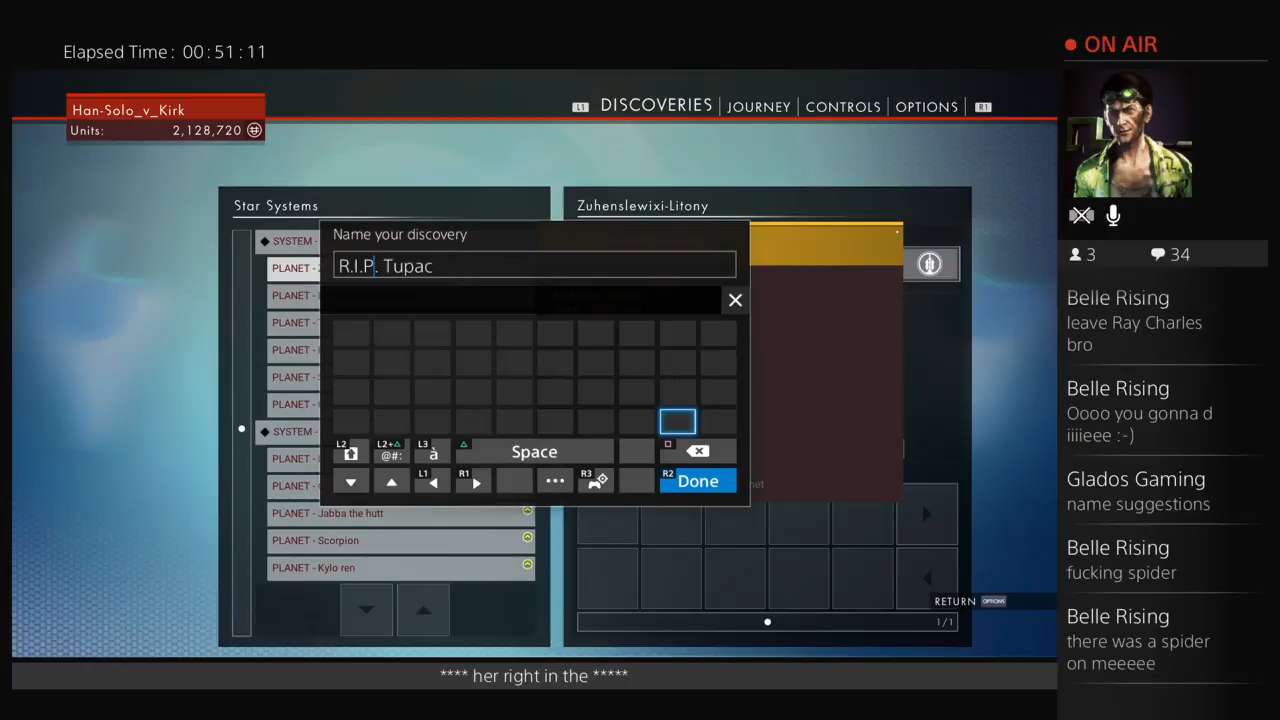 Elapsed Time: 00:51:11
ON AIR
Han-Solo_v_Kirk
Units: 2,128,720
L1 DISCOVERIES JOURNEY CONTROLS OPTIONS R1
Star Systems
Zuhenslewixi-Litony
Name your discovery
R.I.P. Tupac
SYSTEM -
PLANET -
PLANET -
PLANET -
PLANET -
PLANET -
PLANET -
SYSTEM -
PLANET -
PLANET -
PLANET - Jabba the hutt
PLANET - Scorpion
PLANET - Kylo ren
L2 L2+△ @#: L3 à △ Space
L1 R1 ... R3 R2 Done
RETURN OPTIONS
1/1
**** her right in the *****
3 34
Belle Rising
leave Ray Charles
bro
Belle Rising
Oooo you gonna d
iiiieee :-)
Glados Gaming
name suggestions
Belle Rising
fucking spider
Belle Rising
there was a spider
on meeeee